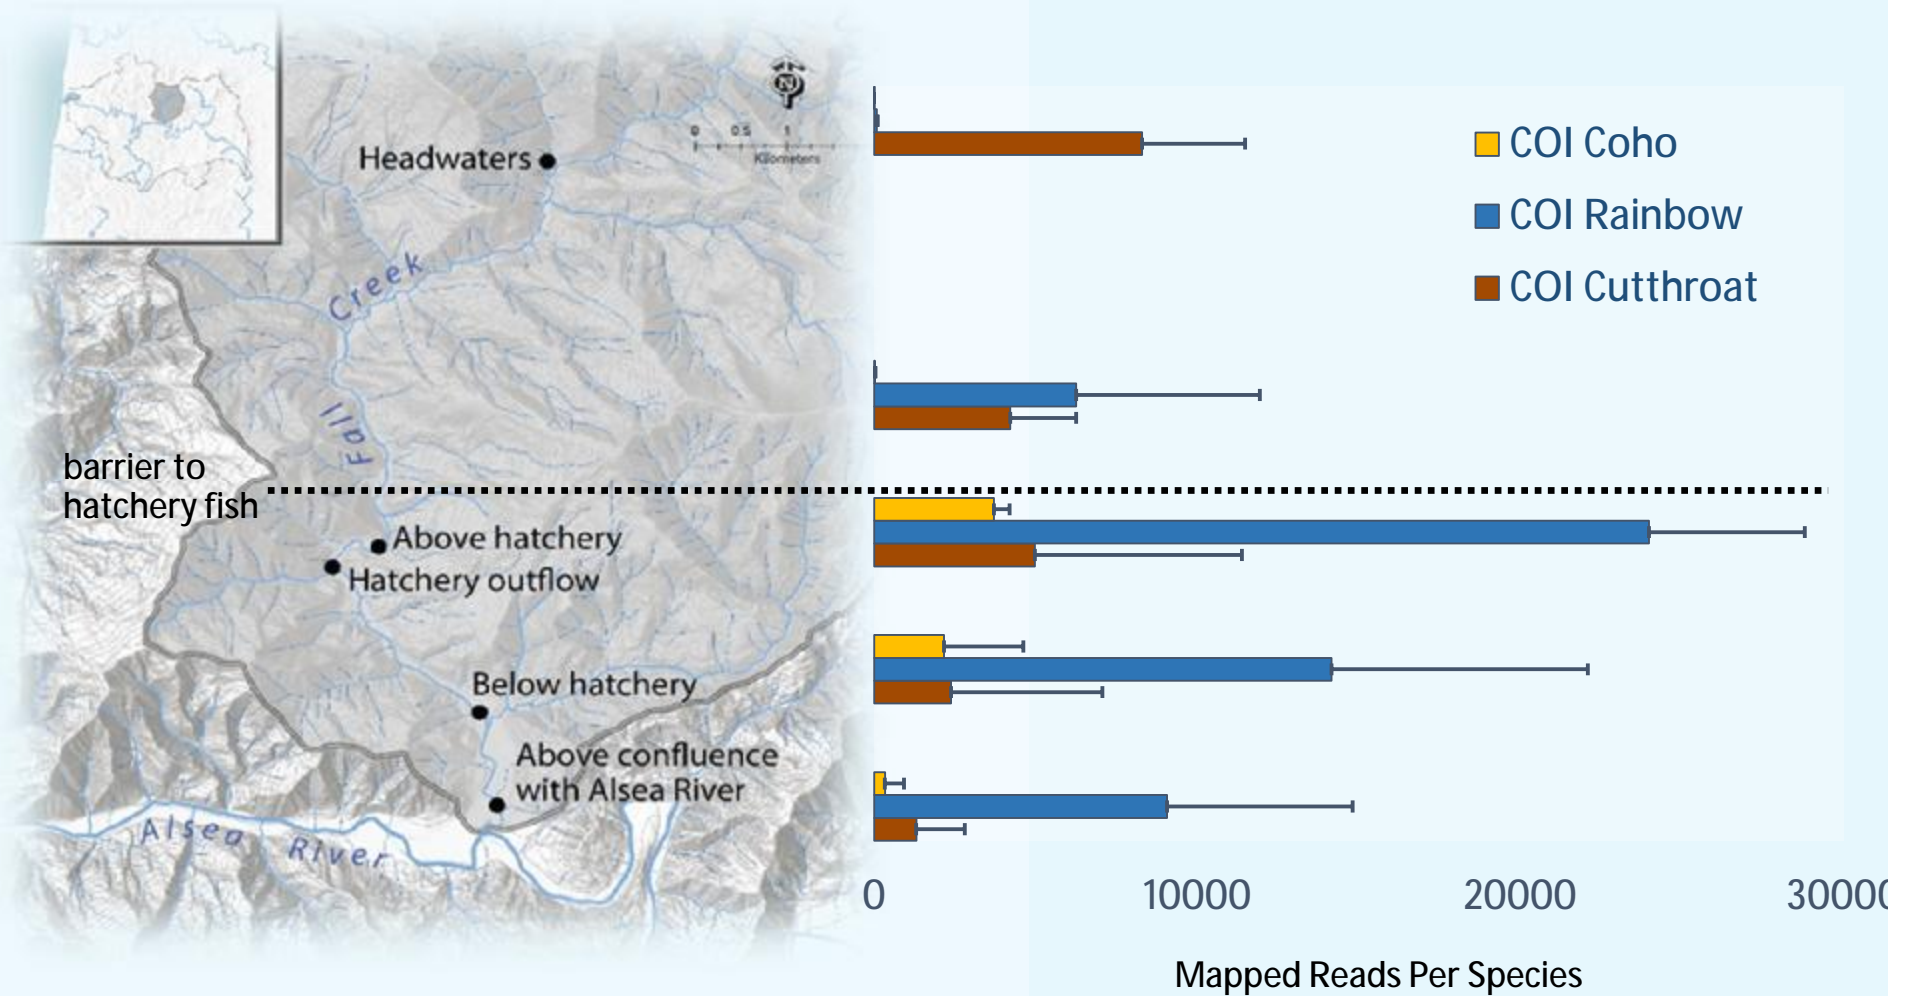 N
0 0.5 1
Kilometers
Headwaters
Creek
Fall
barrier to
hatchery fish
Above hatchery
Hatchery outflow
Below hatchery
Above confluence
with Alsea River
Alsea River
COI Coho
COI Rainbow
COI Cutthroat
0 10000 20000 30000
Mapped Reads Per Species